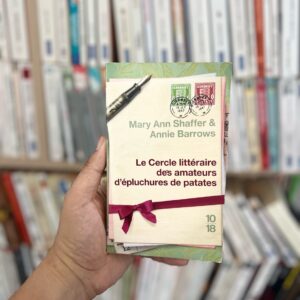 Mary Ann Shaffer &
Annie Barrows
Le Cercle littéraire
des amateurs
d'épluchures de patates
10
18